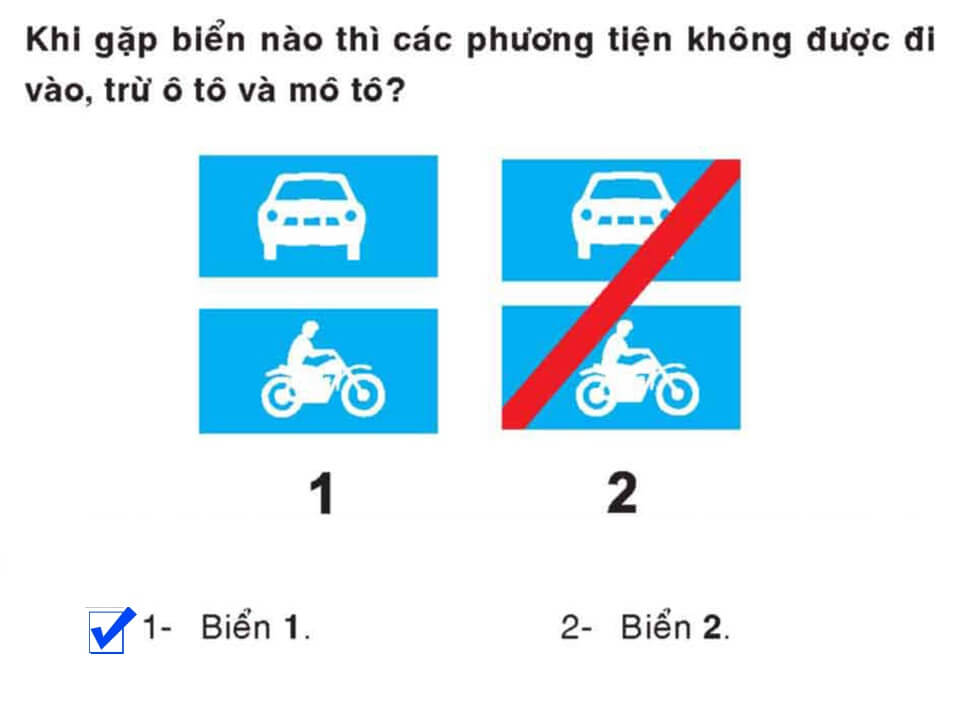 Khi gặp biển nào thì các phương tiện không được đi
vào, trừ ô tô và mô tô?
1 2
1- Biển 1. 2- Biển 2.